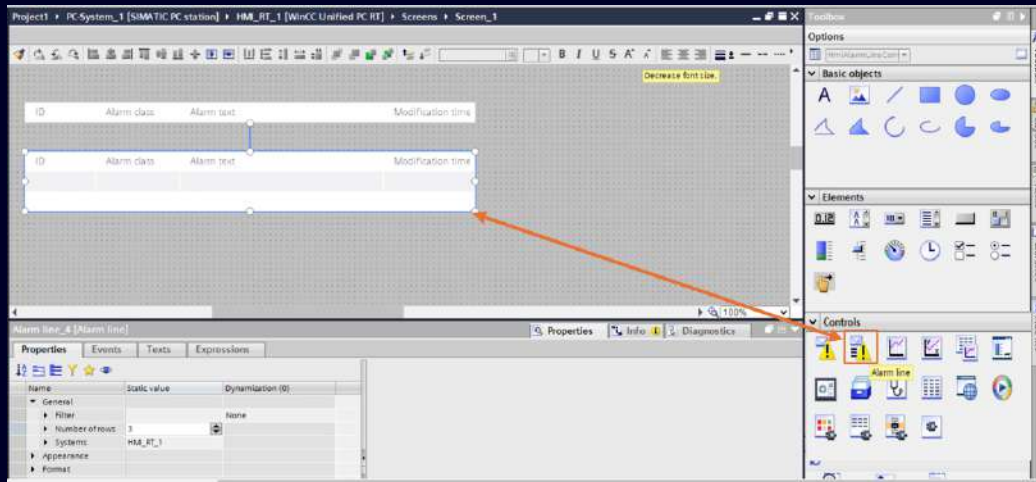 Project1 ▸ PC-System_1 [SIMATIC PC station] ▸ HMI_RT_1 [WinCC Unified PC RT] ▸ Screens ▸ Screen_1
B I U S A A
Decrease font size.
ID Alarm class Alarm text Modification time
ID Alarm class Alarm text Modification time
100%
Alarm line_4 [Alarm line]
Properties Info Diagnostics
Properties Events Texts Expressions
Name Static value Dynamization (0)
General
Filter None
Number of rows 3
Systems HMI_RT_1
Appearance
Format
Toolbox
Options
Basic objects
A
Elements
0.12
Controls
Alarm line